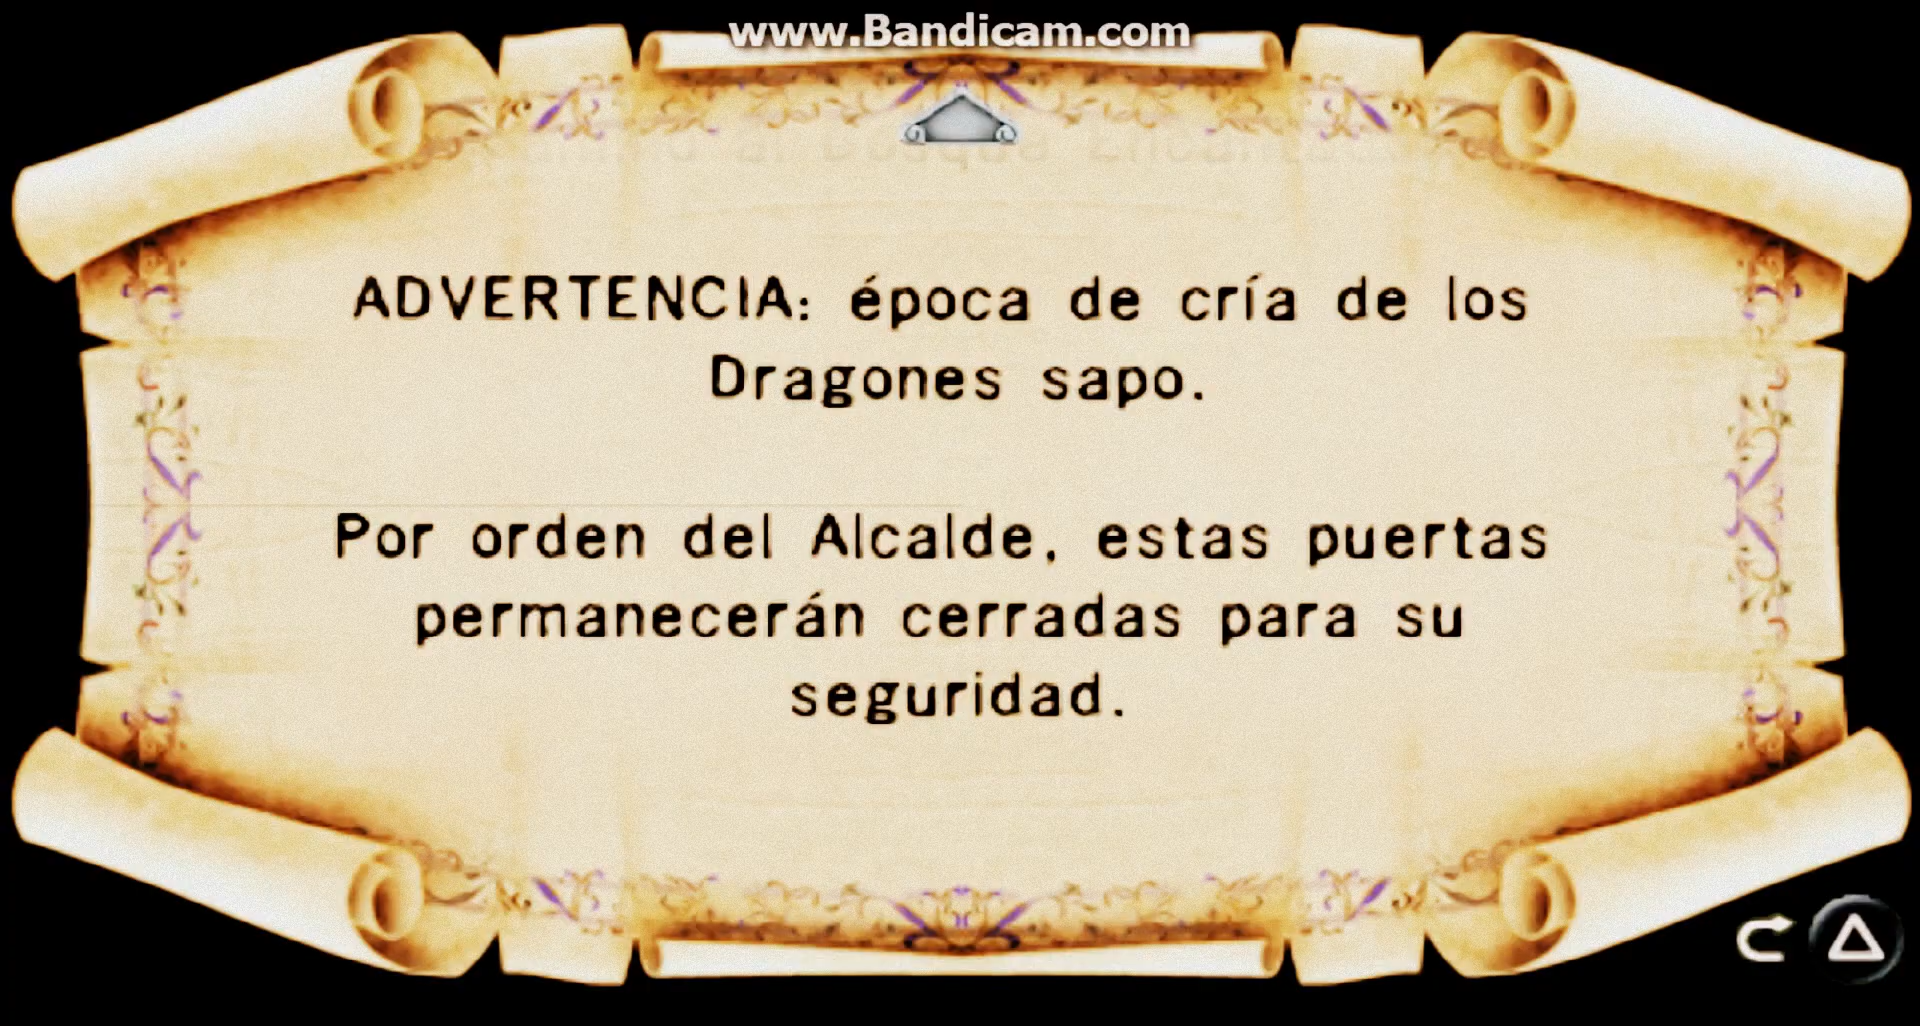 www.Bandicam.com
ADVERTENCIA: época de cría de los
Dragones sapo.
Por orden del Alcalde, estas puertas
permanecerán cerradas para su
seguridad.